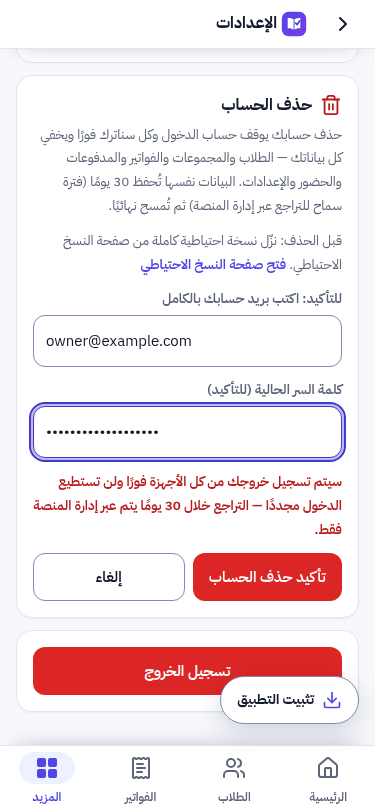 الإعدادات
حذف الحساب
حذف حسابك يوقف حساب الدخول وكل سناترك فورًا ويخفي
كل بياناتك — الطلاب والمجموعات والفواتير والمدفوعات
والحضور والإعدادات. البيانات نفسها تُحفظ 30 يومًا (فترة
سماح للتراجع عبر إدارة المنصة) ثم تُمسح نهائيًا.
قبل الحذف: نزّل نسخة احتياطية كاملة من صفحة النسخ
الاحتياطي. فتح صفحة النسخ الاحتياطي
للتأكيد: اكتب بريد حسابك بالكامل
owner@example.com
كلمة السر الحالية (للتأكيد)
•••••••••••••••••••
سيتم تسجيل خروجك من كل الأجهزة فورًا ولن تستطيع
الدخول مجددًا — التراجع خلال 30 يومًا يتم عبر إدارة المنصة
فقط.
تأكيد حذف الحساب
إلغاء
تسجيل الخروج
تثبيت التطبيق
الرئيسية
الطلاب
الفواتير
المزيد